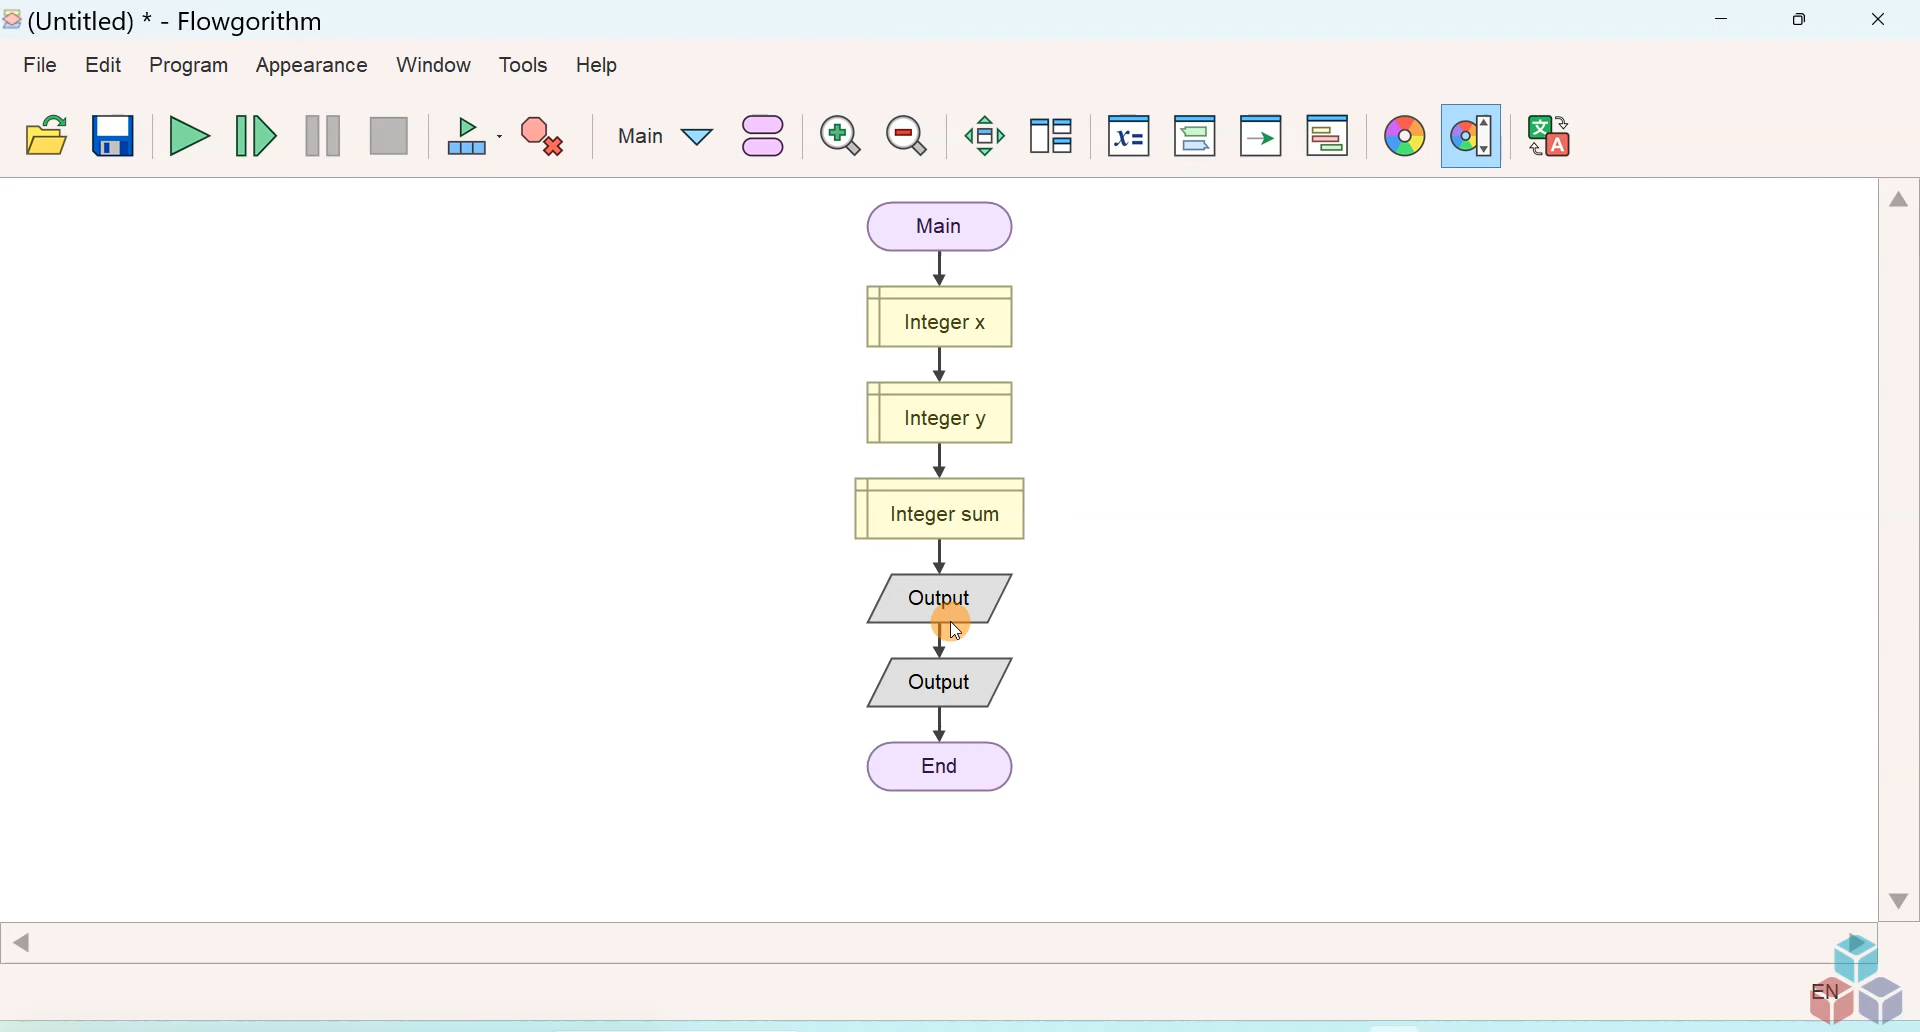 (Untitled) * - Flowgorithm
File Edit Program Appearance Window Tools Help
Main
文
A
Main
Integer x
Integer y
Integer sum
Output
Output
End
EN